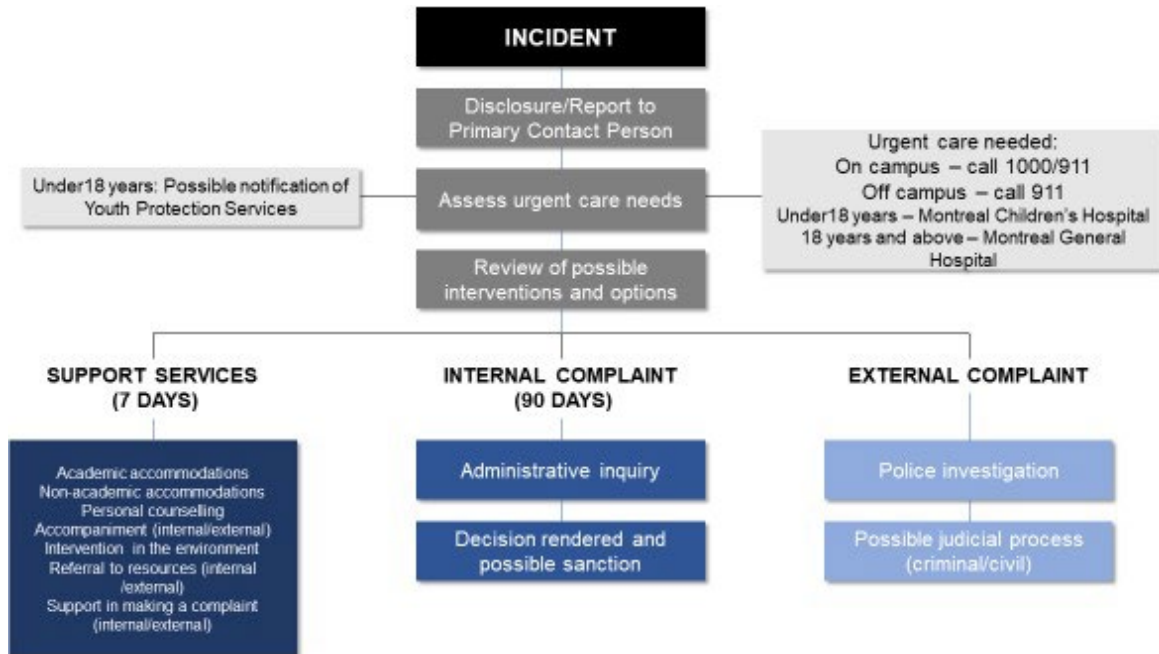 INCIDENT
Disclosure/Report to
Primary Contact Person
Urgent care needed:
On campus – call 1000/911
Off campus – call 911
Under18 years – Montreal Children's Hospital
18 years and above – Montreal General
Hospital
Under18 years: Possible notification of
Youth Protection Services
Assess urgent care needs
Review of possible
interventions and options
SUPPORT SERVICES
(7 DAYS)
Academic accommodations
Non-academic accommodations
Personal counselling
Accompaniment (internal/external)
Intervention in the environment
Referral to resources (internal
/external)
Support in making a complaint
(internal/external)
INTERNAL COMPLAINT
(90 DAYS)
Administrative inquiry
Decision rendered and
possible sanction
EXTERNAL COMPLAINT
Police investigation
Possible judicial process
(criminal/civil)